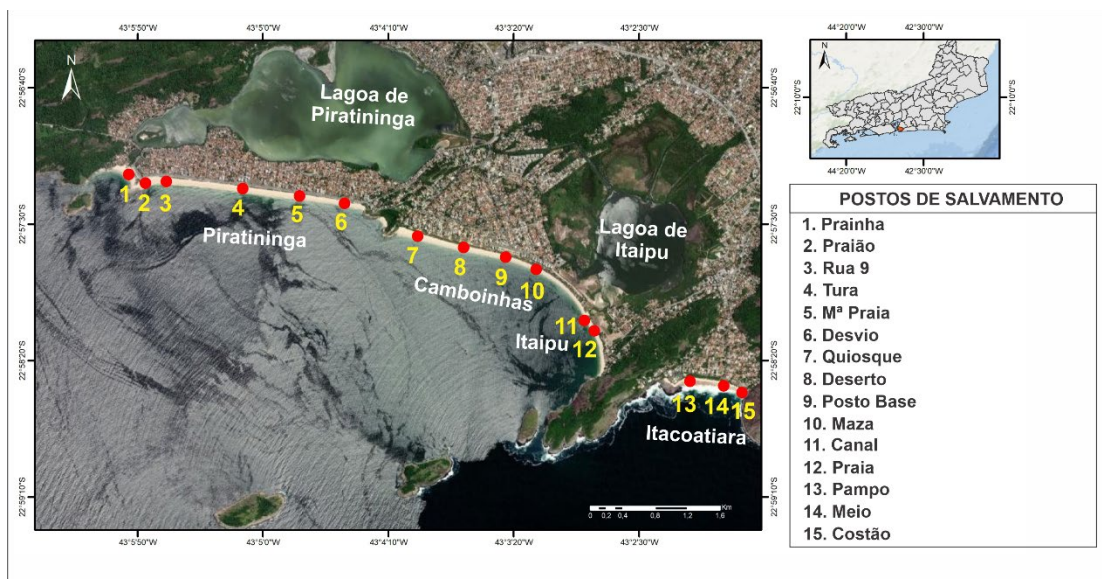 43°5'50"W 43°5'00"W 43°4'10"W 43°3'20"W 43°2'30"W
22°56'40"S
22°57'30"S
22°58'20"S
22°59'10"S
N
Lagoa de
Piratininga
1 2 3 4 5 6
Piratininga
Lagoa de
Itaipu
7 8 9 10
Camboinhas
11
Itaipu
12
13 14 15
Itacoatiara
Km
0 0,2 0,4 0,8 1,2 1,6
22°56'40"S
22°57'30"S
22°58'20"S
22°59'10"S
43°5'50"W 43°5'00"W 43°4'10"W 43°3'20"W 43°2'30"W
44°20'0"W 42°30'0"W
N
22°10'0"S
22°10'0"S
44°20'0"W 42°30'0"W
POSTOS DE SALVAMENTO
1. Prainha
2. Praião
3. Rua 9
4. Tura
5. Mª Praia
6. Desvio
7. Quiosque
8. Deserto
9. Posto Base
10. Maza
11. Canal
12. Praia
13. Pampo
14. Meio
15. Costão